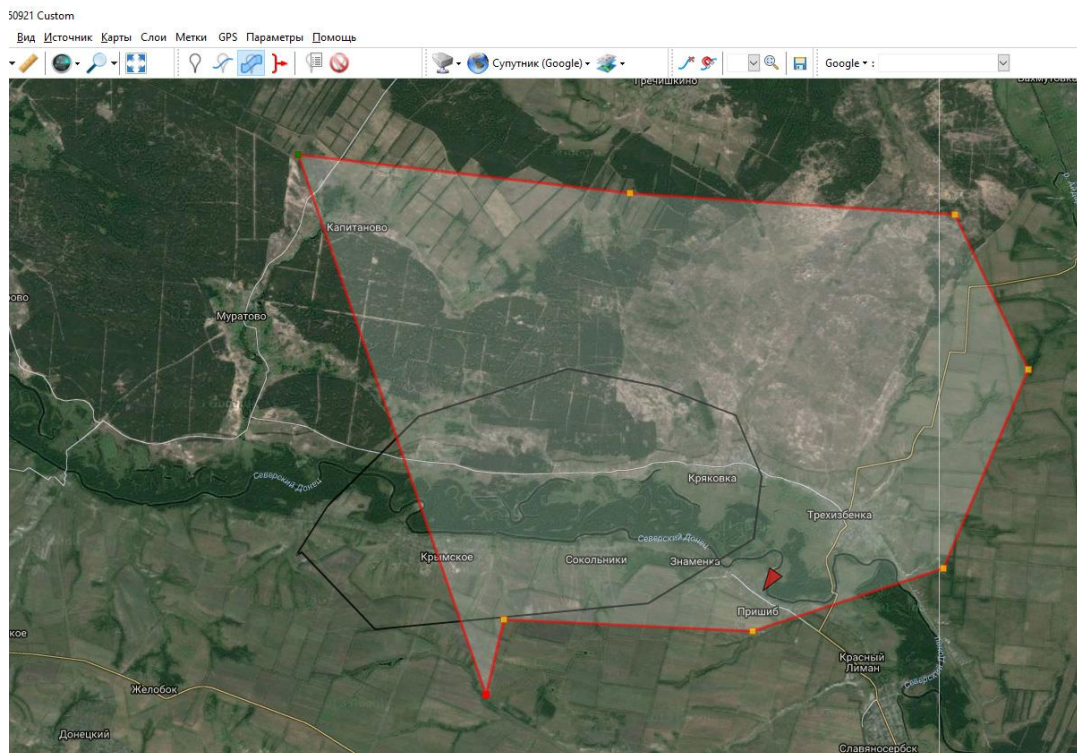 50921 Custom
Вид Источник Карты Слои Метки GPS Параметры Помощь
Супутник (Google)
Google
Гречишкино
Капитаново
Муратово
Северский Донец
Кряковка
Трехизбенка
Северский Донец
Крымское
Сокольники
Знаменка
Пришиб
Красный
Лиман
Желобок
Донецкий
Славяносербск